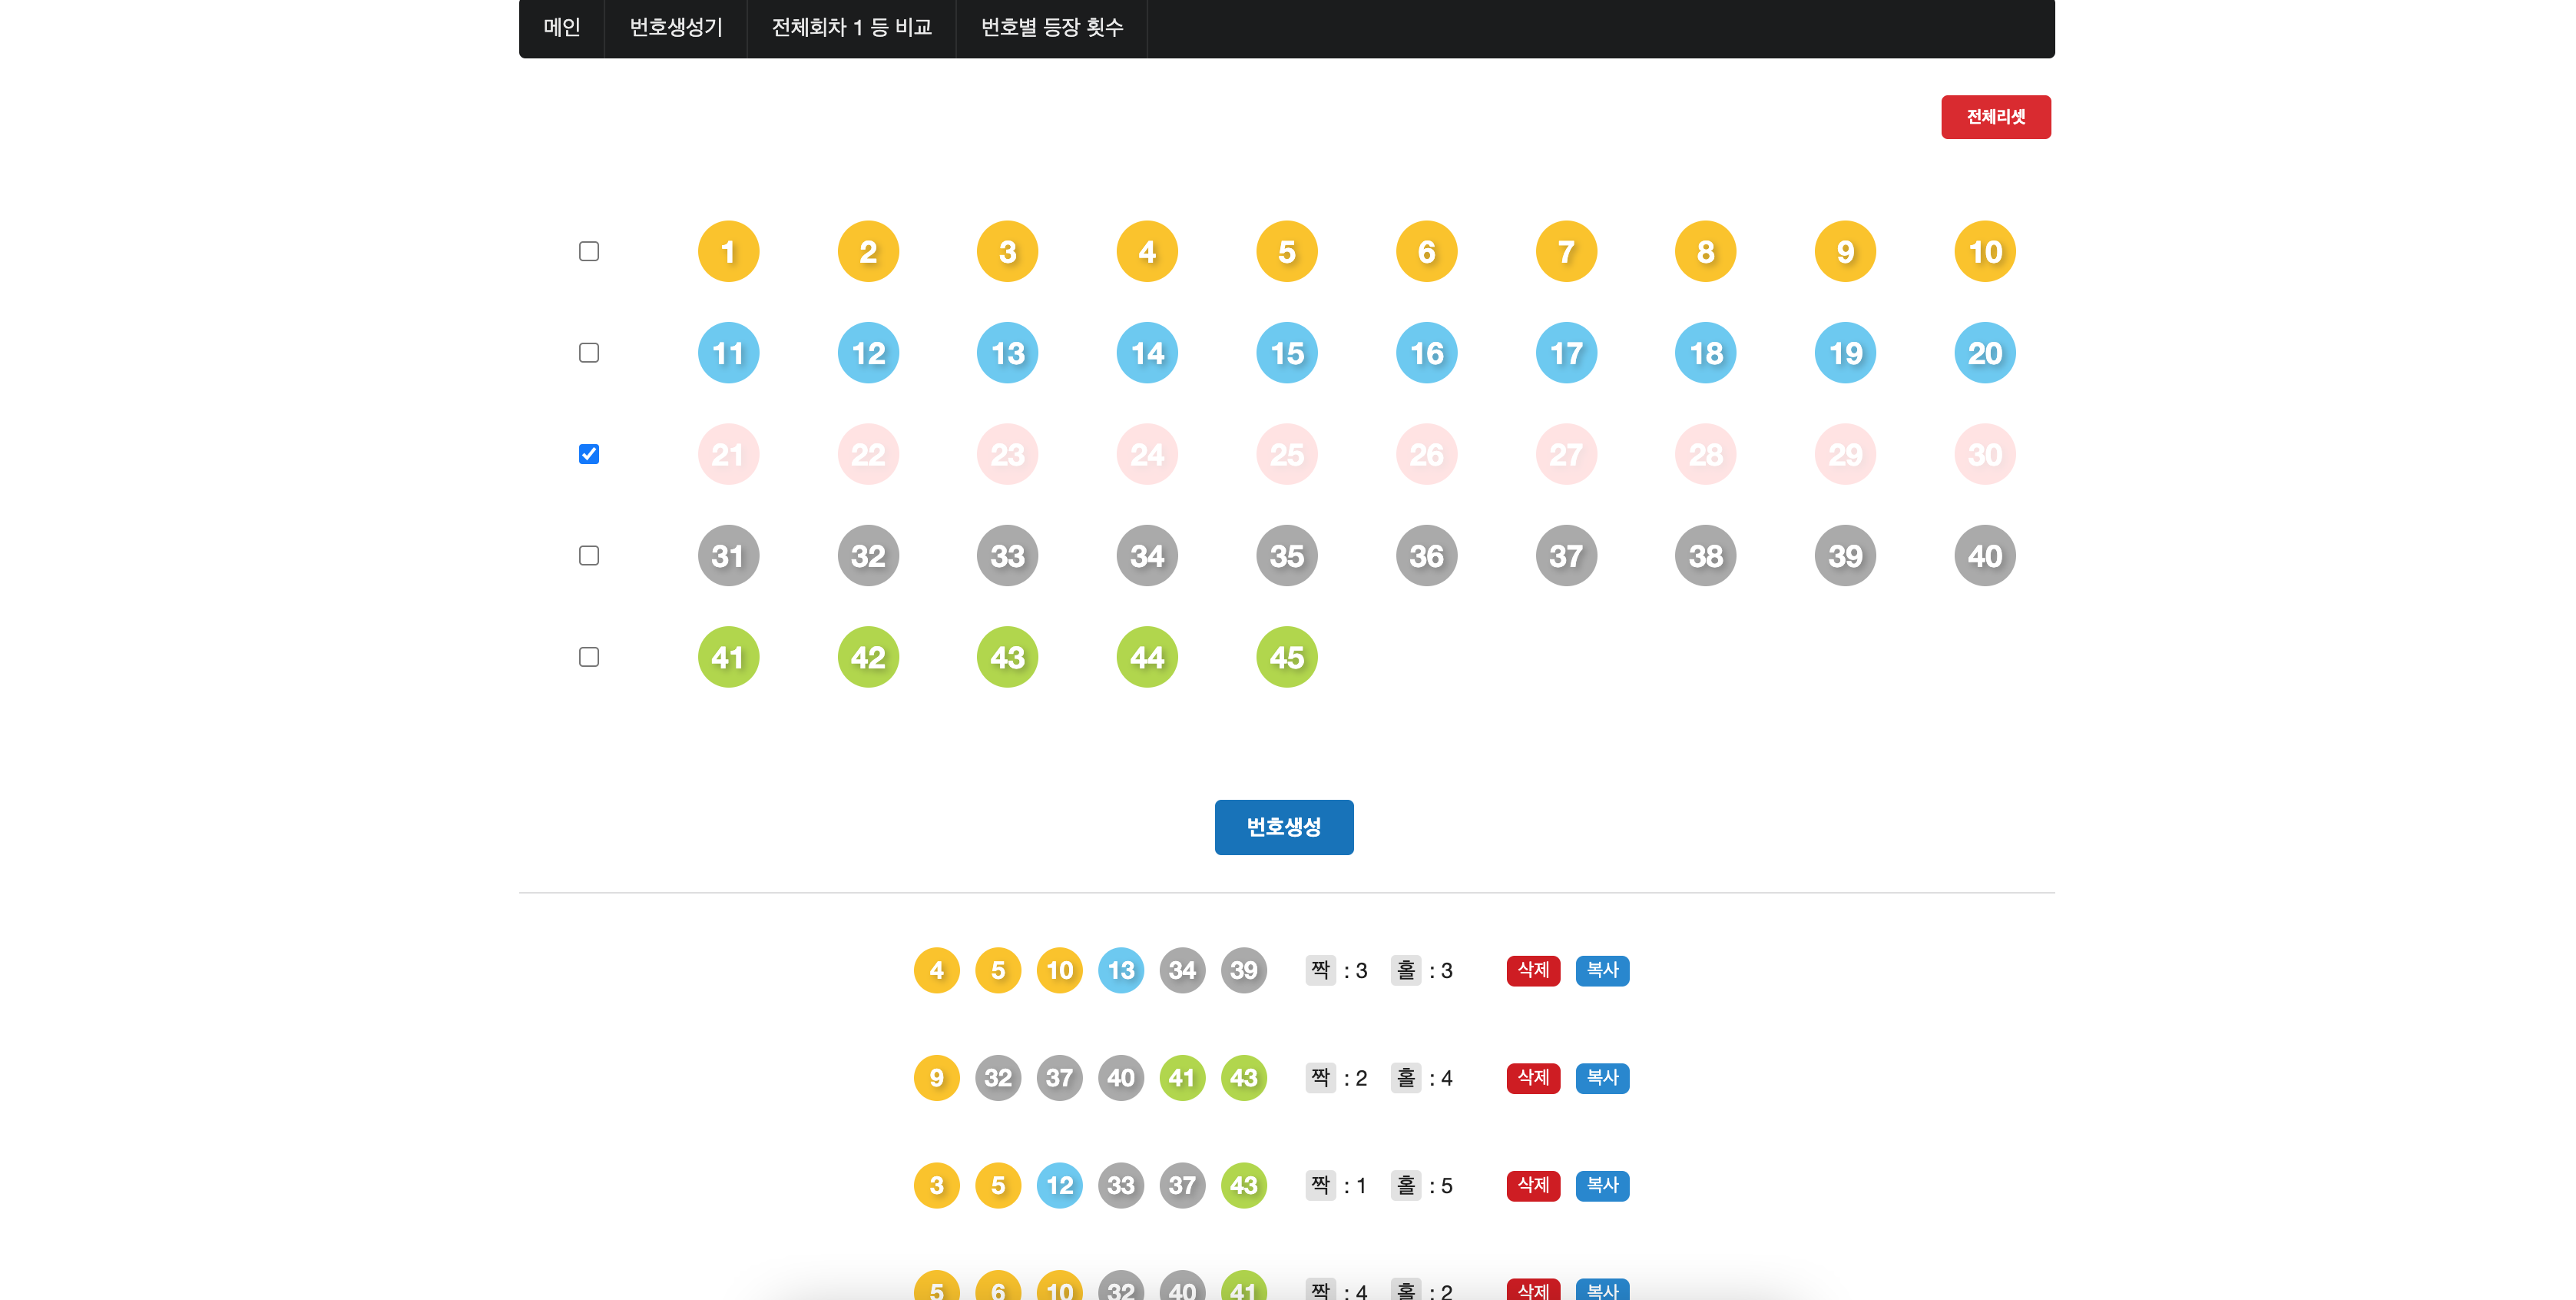 메인 번호생성기 전체회차 1 등 비교 번호별 등장 횟수
전체리셋
1 2 3 4 5 6 7 8 9 10
11 12 13 14 15 16 17 18 19 20
21 22 23 24 25 26 27 28 29 30
31 32 33 34 35 36 37 38 39 40
41 42 43 44 45
번호생성
4 5 10 13 34 39 짝 : 3 홀 : 3 삭제 복사
9 32 37 40 41 43 짝 : 2 홀 : 4 삭제 복사
3 5 12 33 37 43 짝 : 1 홀 : 5 삭제 복사
5 6 10 32 40 41 짝 : 4 홀 : 2 삭제 복사